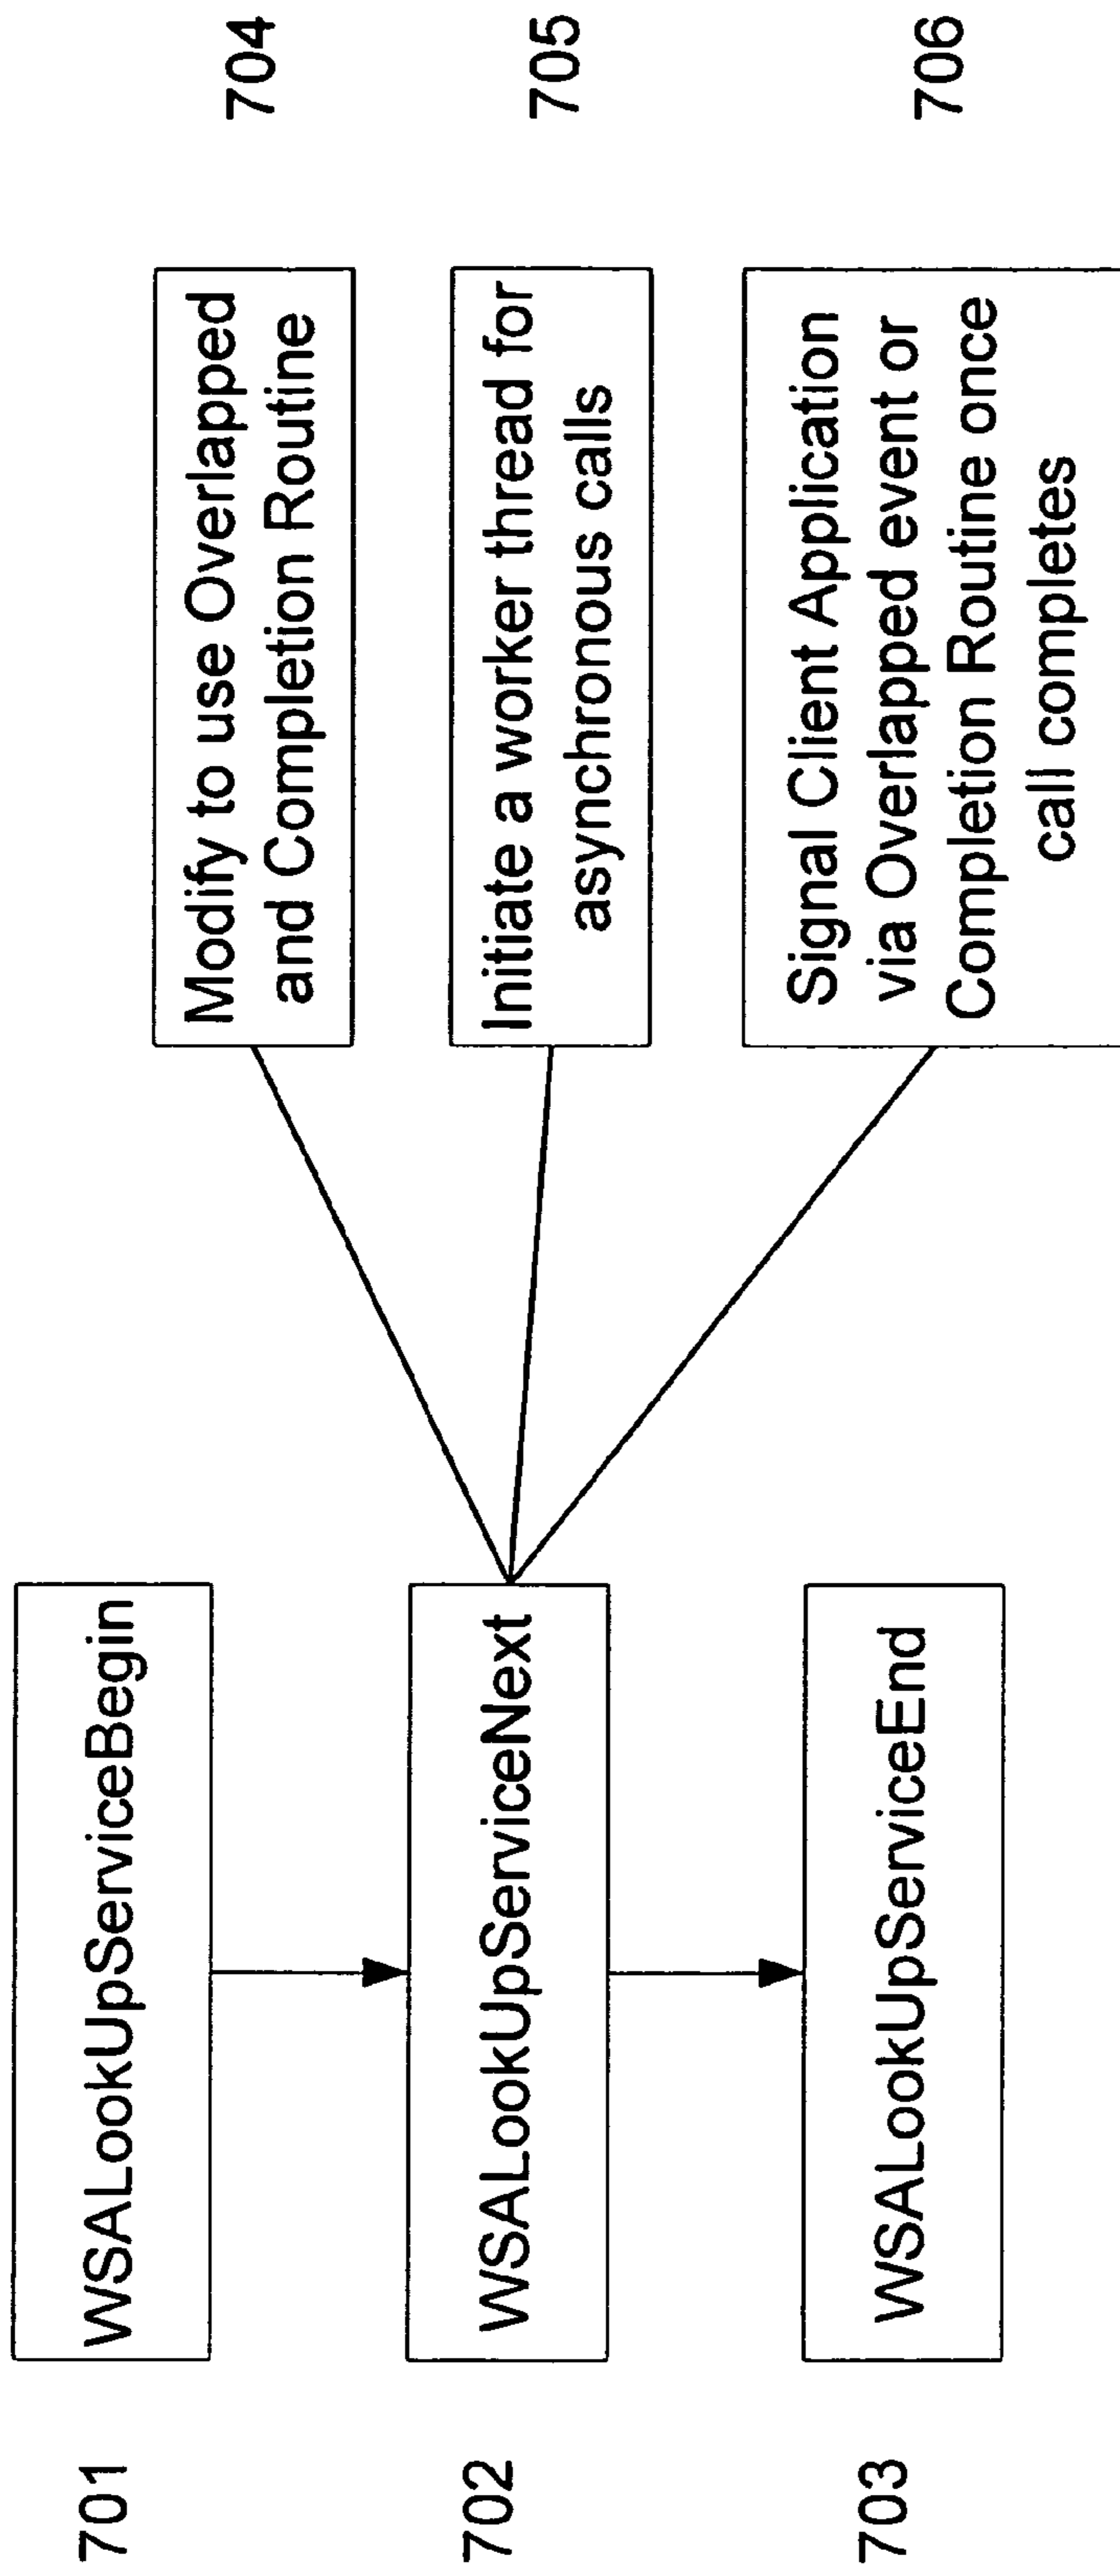 701
WSALookUpServiceBegin
702
WSALookUpServiceNext
703
WSALookUpServiceEnd
Modify to use Overlapped
and Completion Routine
704
Initiate a worker thread for
asynchronous calls
705
Signal Client Application
via Overlapped event or
Completion Routine once
call completes
706